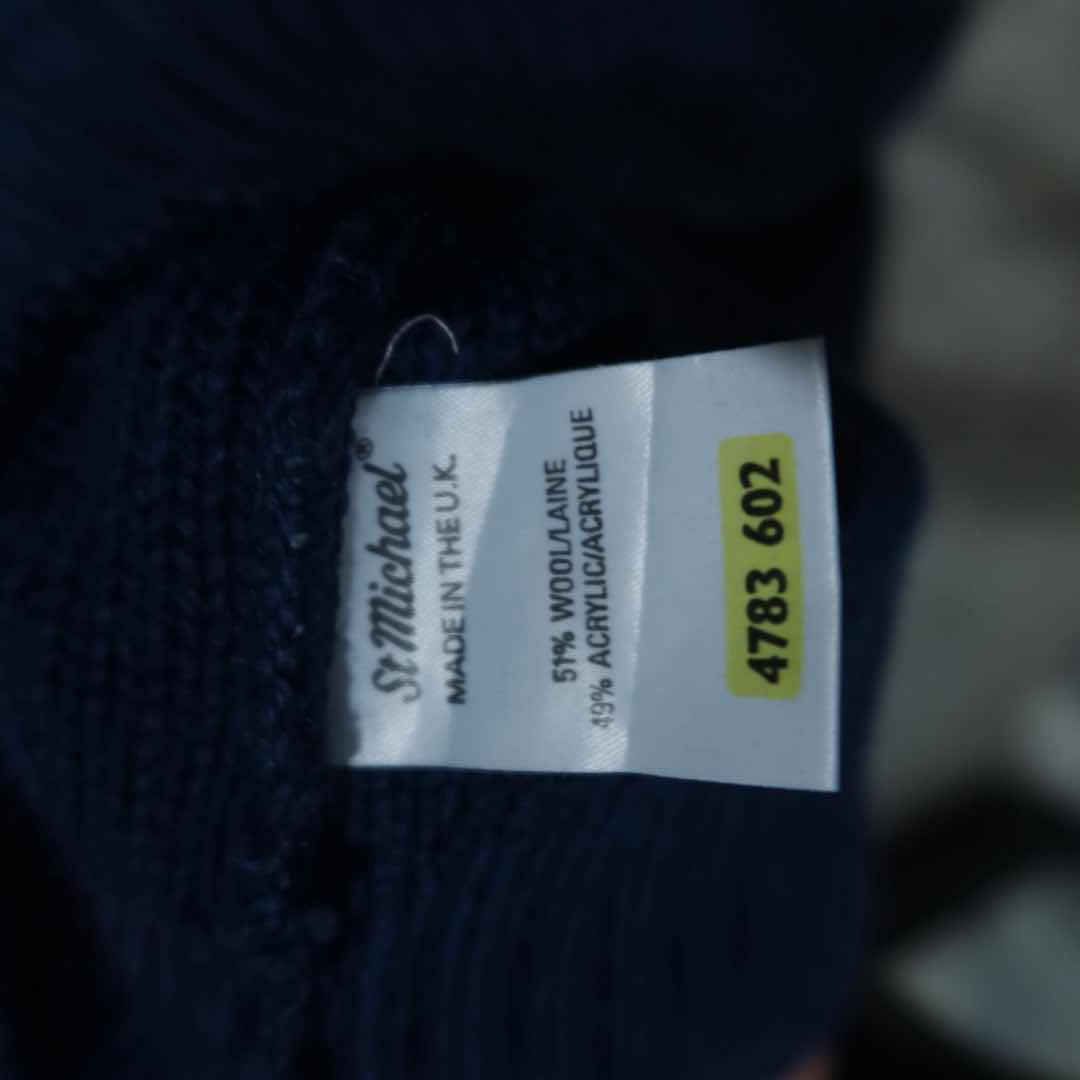 St Michael®
MADE IN THE U.K.
51% WOOL/LAINE
49% ACRYLIC/ACRYLIQUE
4783 602